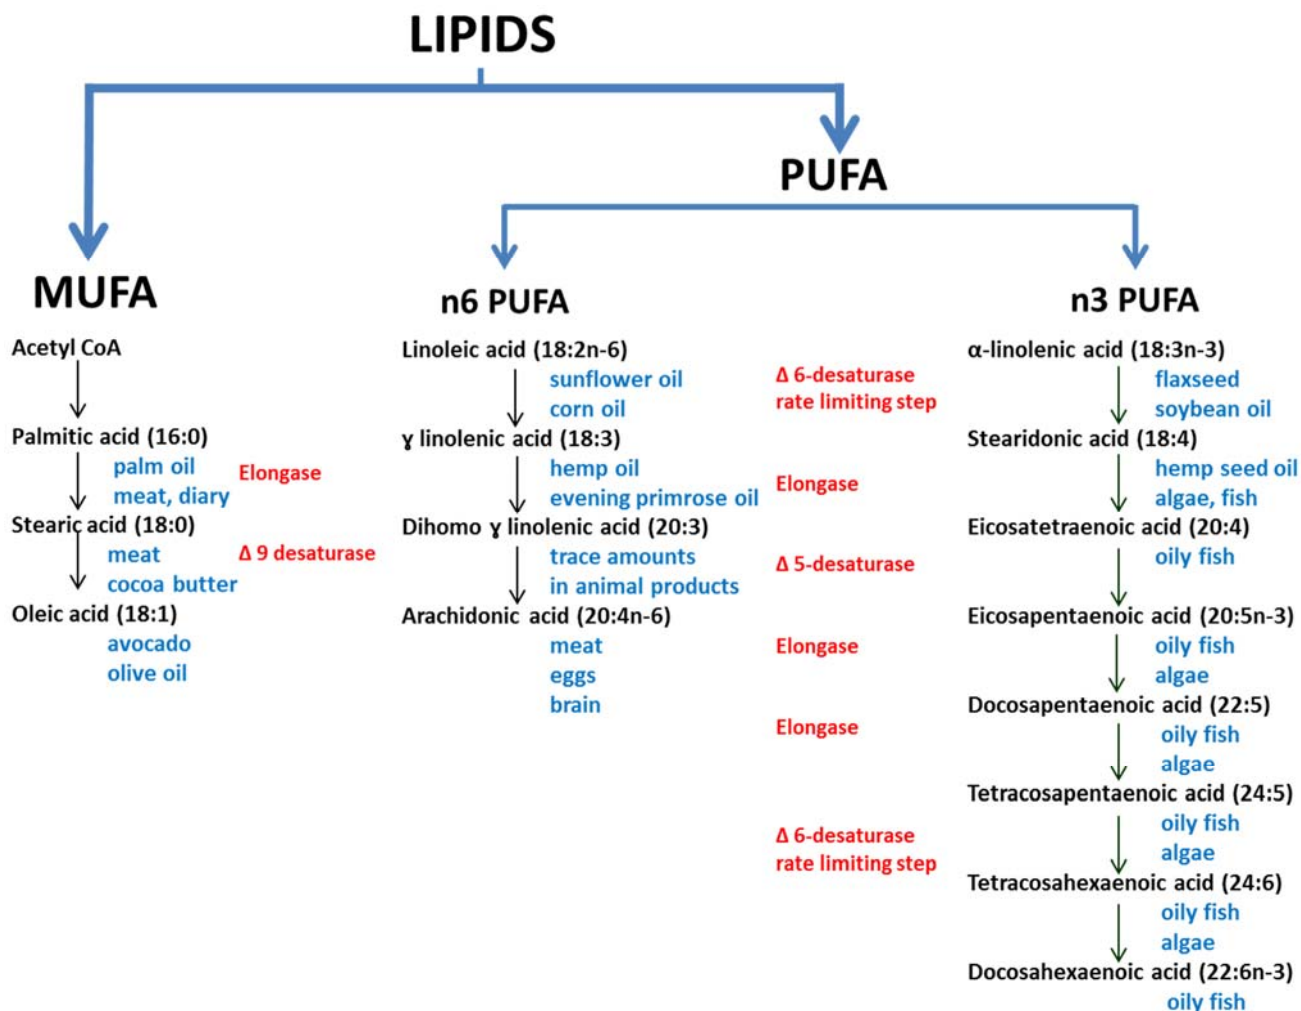 LIPIDS
PUFA
MUFA
n6 PUFA
n3 PUFA
Acetyl CoA
Palmitic acid (16:0)
palm oil
meat, diary
Elongase
Stearic acid (18:0)
meat
cocoa butter
Δ 9 desaturase
Oleic acid (18:1)
avocado
olive oil
Linoleic acid (18:2n-6)
sunflower oil
corn oil
ɣ linolenic acid (18:3)
hemp oil
evening primrose oil
Dihomo ɣ linolenic acid (20:3)
trace amounts
in animal products
Arachidonic acid (20:4n-6)
meat
eggs
brain
Δ 6-desaturase
rate limiting step
Elongase
Δ 5-desaturase
Elongase
Elongase
Δ 6-desaturase
rate limiting step
α-linolenic acid (18:3n-3)
flaxseed
soybean oil
Stearidonic acid (18:4)
hemp seed oil
algae, fish
Eicosatetraenoic acid (20:4)
oily fish
Eicosapentaenoic acid (20:5n-3)
oily fish
algae
Docosapentaenoic acid (22:5)
oily fish
algae
Tetracosapentaenoic acid (24:5)
oily fish
algae
Tetracosahexaenoic acid (24:6)
oily fish
algae
Docosahexaenoic acid (22:6n-3)
oily fish